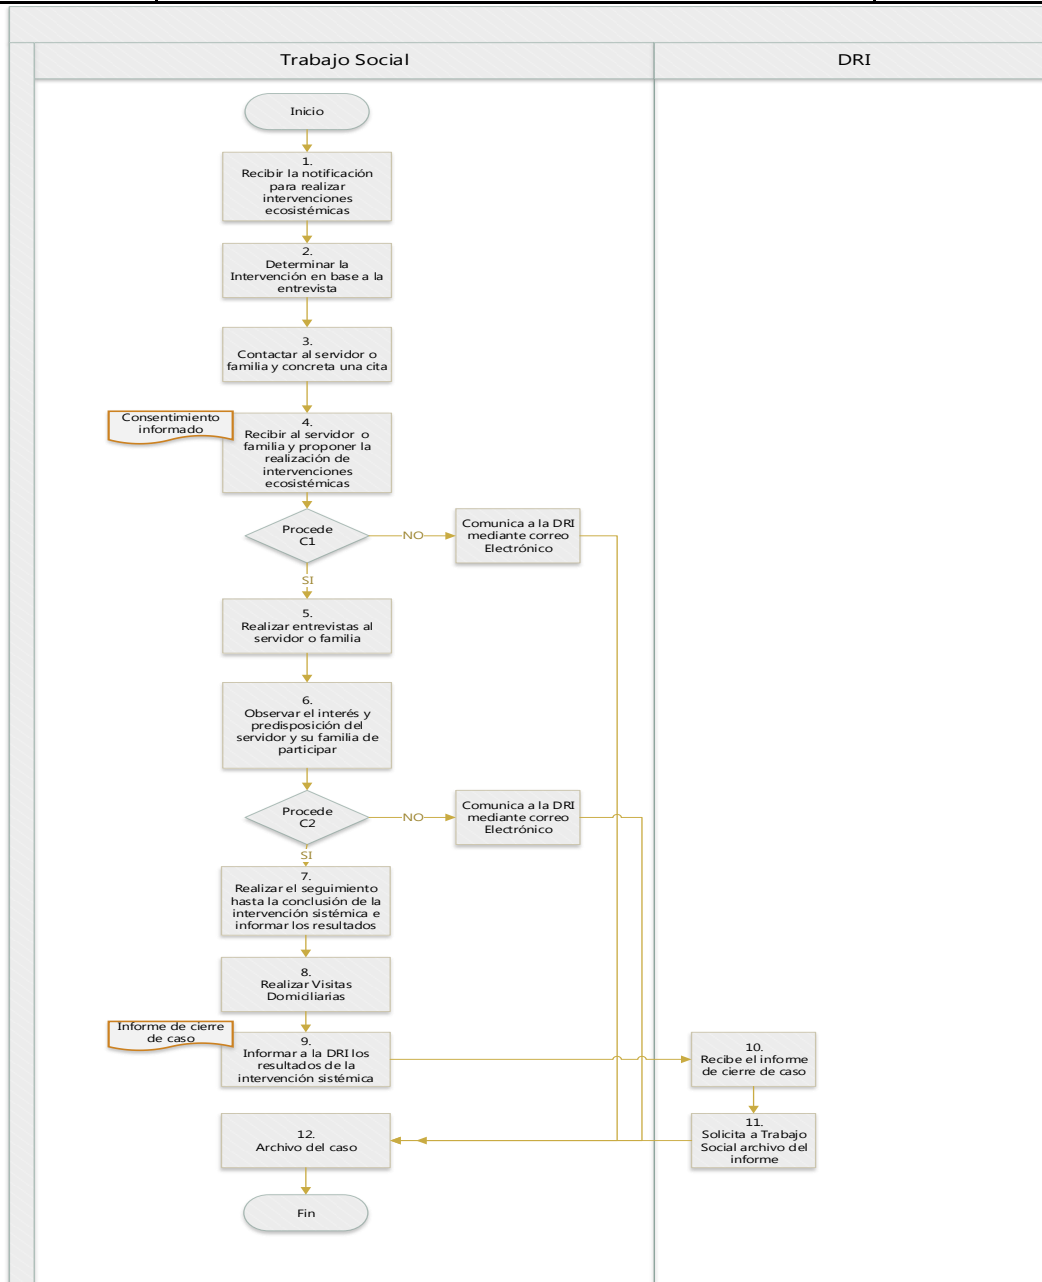 Trabajo Social
DRI
Inicio
1.
Recibir la notificación
para realizar
intervenciones
ecosistémicas
2.
Determinar la
Intervención en base a la
entrevista
3.
Contactar al servidor o
familia y concreta una cita
Consentimiento
informado
4.
Recibir al servidor o
familia y proponer la
realización de
intervenciones
ecosistémicas
Procede
C1
NO
Comunica a la DRI
mediante correo
Electrónico
SI
5.
Realizar entrevistas al
servidor o familia
6.
Observar el interés y
predisposición del
servidor y su familia de
participar
Procede
C2
NO
Comunica a la DRI
mediante correo
Electrónico
SI
7.
Realizar el seguimiento
hasta la conclusión de la
intervención sistémica e
informar los resultados
8.
Realizar Visitas
Domiciliarias
Informe de cierre
de caso
9.
Informar a la DRI los
resultados de la
intervención sistémica
10.
Recibe el informe
de cierre de caso
11.
Solicita a Trabajo
Social archivo del
informe
12.
Archivo del caso
Fin